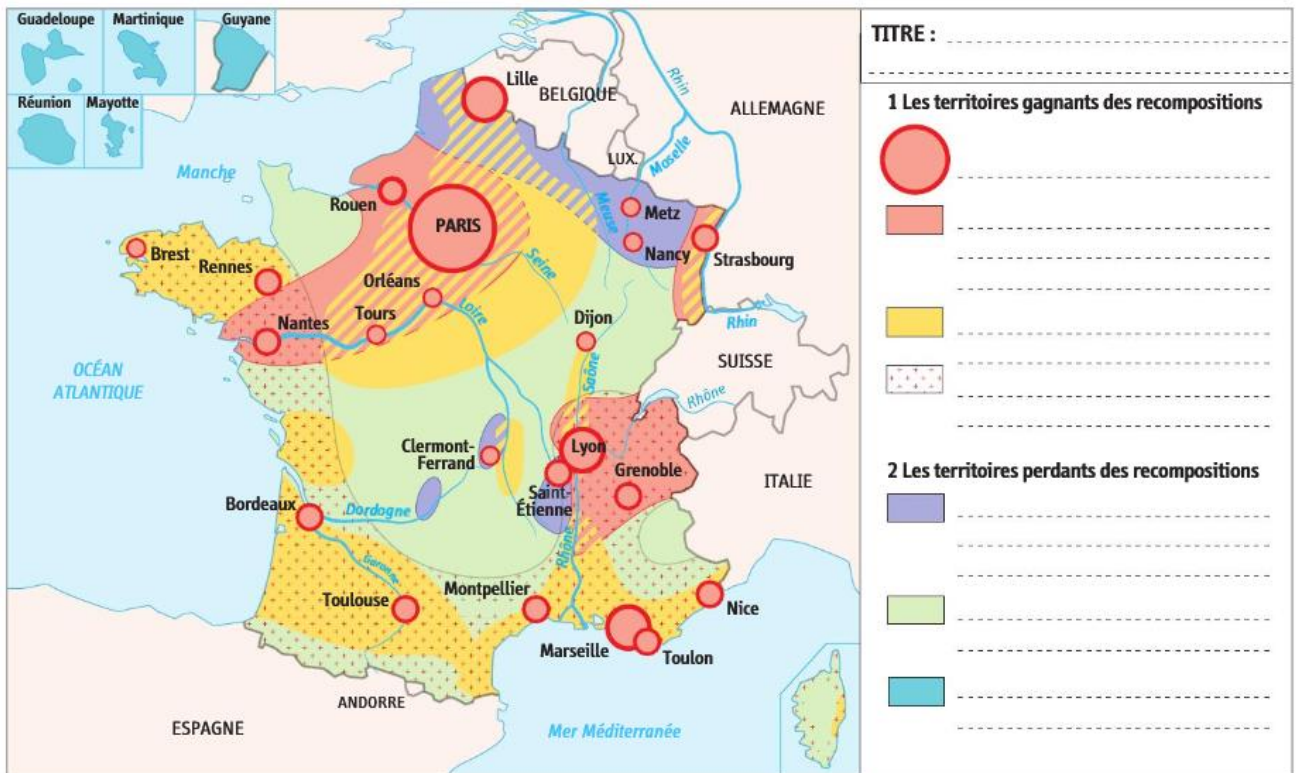 Guadeloupe
Martinique
Guyane
Réunion
Mayotte
Manche
Lille
BELGIQUE
Rhin
ALLEMAGNE
LUX.
Moselle
Meuse
Rouen
PARIS
Metz
Nancy
Strasbourg
Brest
Rennes
Orléans
Seine
Nantes
Tours
Loire
Dijon
Rhin
SUISSE
OCÉAN
ATLANTIQUE
Saône
Rhône
Clermont-
Ferrand
Lyon
Grenoble
Saint-
Étienne
ITALIE
Bordeaux
Dordogne
Garonne
Rhône
Toulouse
Montpellier
Nice
Marseille
Toulon
ANDORRE
ESPAGNE
Mer Méditerranée
TITRE :
1 Les territoires gagnants des recompositions
2 Les territoires perdants des recompositions